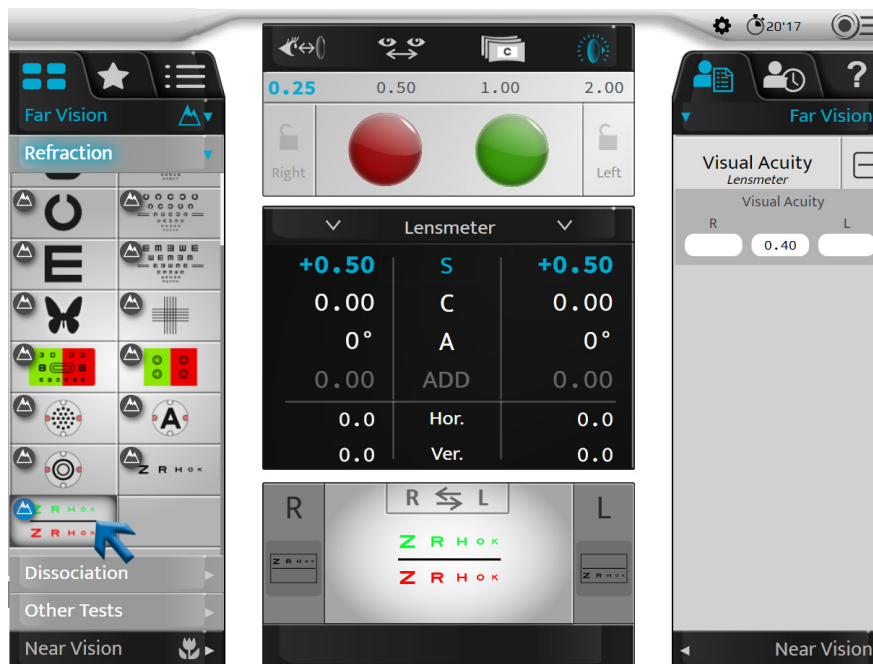 20'17
Far Vision
Refraction
E M Ǝ W E
A
Z R H O K
Z R H O K
Z R H O K
Dissociation
Other Tests
Near Vision
C
0.25 0.50 1.00 2.00
Right Left
Lensmeter
+0.50 S +0.50
0.00 C 0.00
0° A 0°
0.00 ADD 0.00
0.0 Hor. 0.0
0.0 Ver. 0.0
R R L L
Z R H O K
Z R H O K
Z R H O K Z R H O K
?
Far Vision
Visual Acuity
Lensmeter
Visual Acuity
R L
0.40
Near Vision